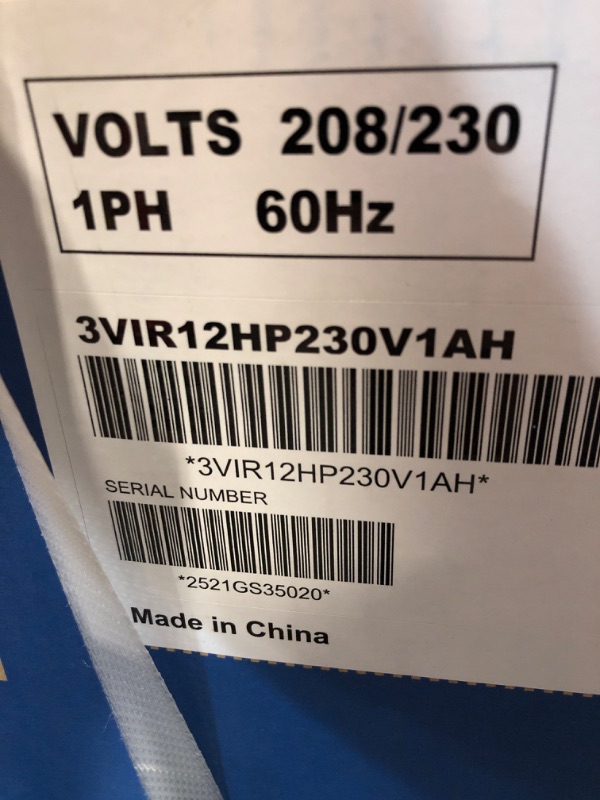 VOLTS 208/230
1PH 60Hz
3VIR12HP230V1AH
*3VIR12HP230V1AH*
SERIAL NUMBER
*2521GS35020*
Made in China